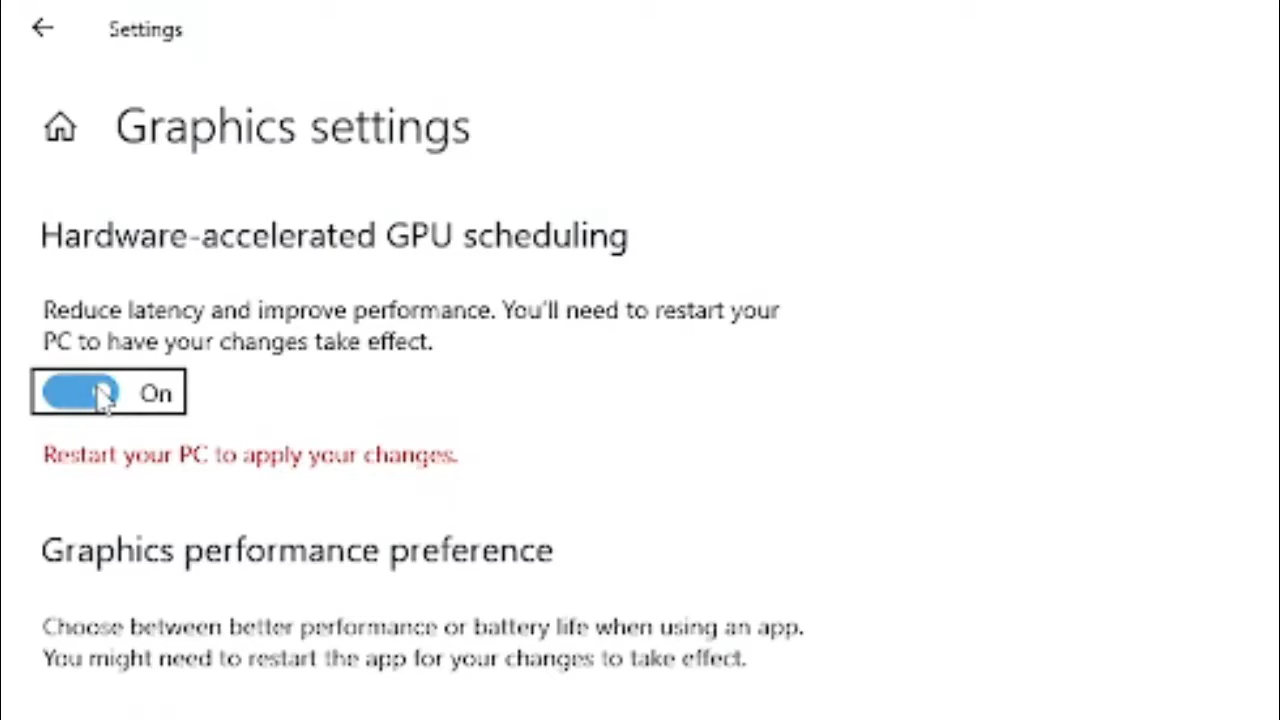 Settings
Graphics settings
Hardware-accelerated GPU scheduling
Reduce latency and improve performance. You'll need to restart your
PC to have your changes take effect.
On
Restart your PC to apply your changes.
Graphics performance preference
Choose between better performance or battery life when using an app.
You might need to restart the app for your changes to take effect.